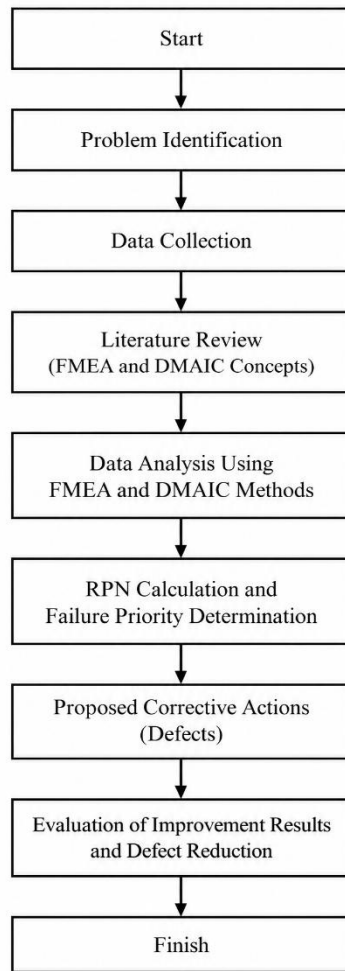 Start
Problem Identification
Data Collection
Literature Review
(FMEA and DMAIC Concepts)
Data Analysis Using
FMEA and DMAIC Methods
RPN Calculation and
Failure Priority Determination
Proposed Corrective Actions
(Defects)
Evaluation of Improvement Results
and Defect Reduction
Finish